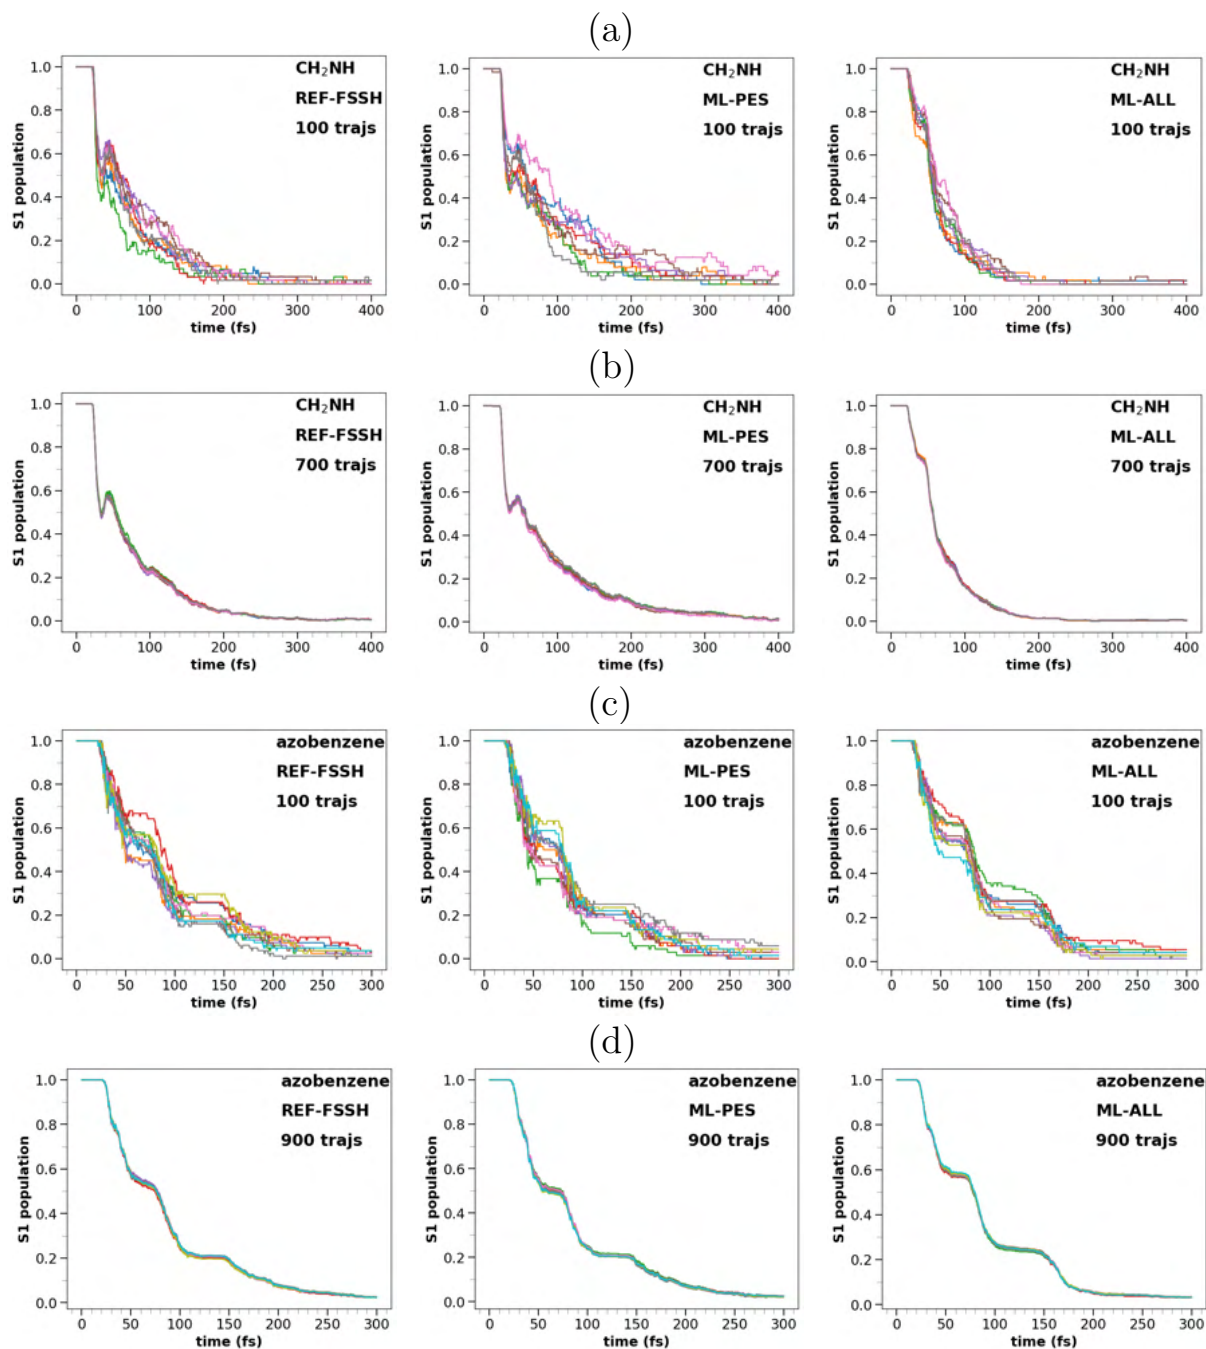 (a)
1.0
0.8
0.6
0.4
0.2
0.0
S1 population
CH₂NH
REF-FSSH
100 trajs
0 100 200 300 400
time (fs)
1.0
0.8
0.6
0.4
0.2
0.0
S1 population
CH₂NH
ML-PES
100 trajs
0 100 200 300 400
time (fs)
1.0
0.8
0.6
0.4
0.2
0.0
S1 population
CH₂NH
ML-ALL
100 trajs
0 100 200 300 400
time (fs)
(b)
1.0
0.8
0.6
0.4
0.2
0.0
S1 population
CH₂NH
REF-FSSH
700 trajs
0 100 200 300 400
time (fs)
1.0
0.8
0.6
0.4
0.2
0.0
S1 population
CH₂NH
ML-PES
700 trajs
0 100 200 300 400
time (fs)
1.0
0.8
0.6
0.4
0.2
0.0
S1 population
CH₂NH
ML-ALL
700 trajs
0 100 200 300 400
time (fs)
(c)
1.0
0.8
0.6
0.4
0.2
0.0
S1 population
azobenzene
REF-FSSH
100 trajs
0 50 100 150 200 250 300
time (fs)
1.0
0.8
0.6
0.4
0.2
0.0
S1 population
azobenzene
ML-PES
100 trajs
0 50 100 150 200 250 300
time (fs)
1.0
0.8
0.6
0.4
0.2
0.0
S1 population
azobenzene
ML-ALL
100 trajs
0 50 100 150 200 250 300
time (fs)
(d)
1.0
0.8
0.6
0.4
0.2
0.0
S1 population
azobenzene
REF-FSSH
900 trajs
0 50 100 150 200 250 300
time (fs)
1.0
0.8
0.6
0.4
0.2
0.0
S1 population
azobenzene
ML-PES
900 trajs
0 50 100 150 200 250 300
time (fs)
1.0
0.8
0.6
0.4
0.2
0.0
S1 population
azobenzene
ML-ALL
900 trajs
0 50 100 150 200 250 300
time (fs)